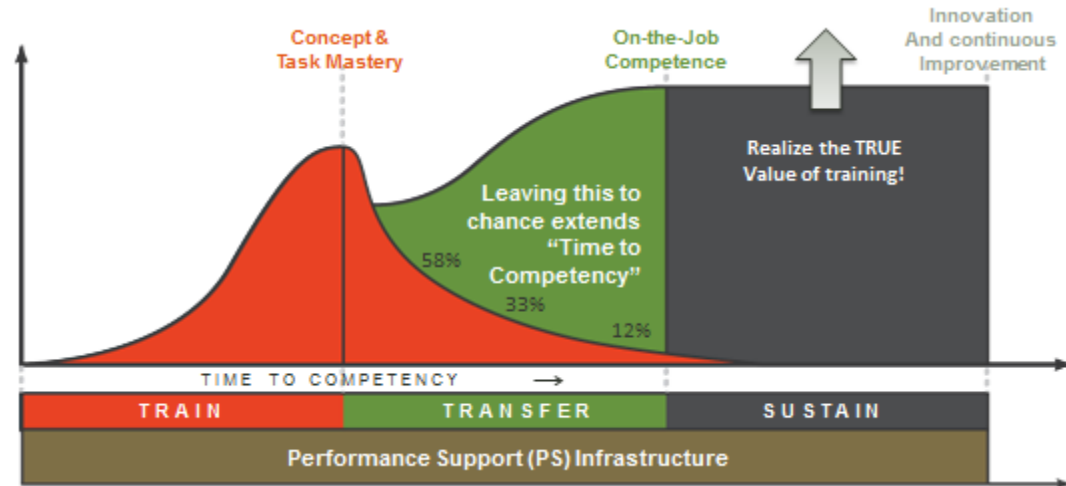 Concept &
Task Mastery
On-the-Job
Competence
Innovation
And continuous
Improvement
Realize the TRUE
Value of training!
Leaving this to
chance extends
“Time to
Competency”
58%
33%
12%
TIME TO COMPETENCY →
TRAIN
TRANSFER
SUSTAIN
Performance Support (PS) Infrastructure